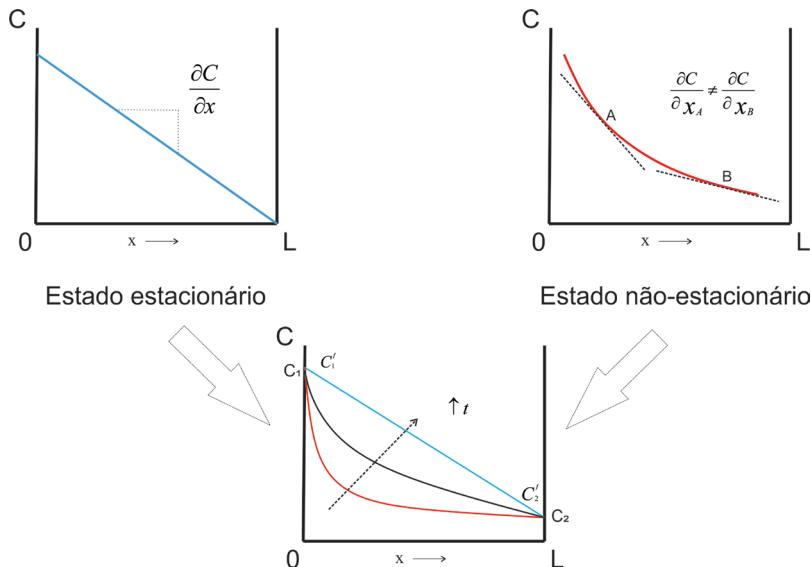 C
∂C
∂x
0
x →
L
Estado estacionário
C
∂C/∂x_A ≠ ∂C/∂x_B
A
B
0
x →
L
Estado não-estacionário
C
C₁
C₁′
↑ t
C₂′
C₂
0
x →
L